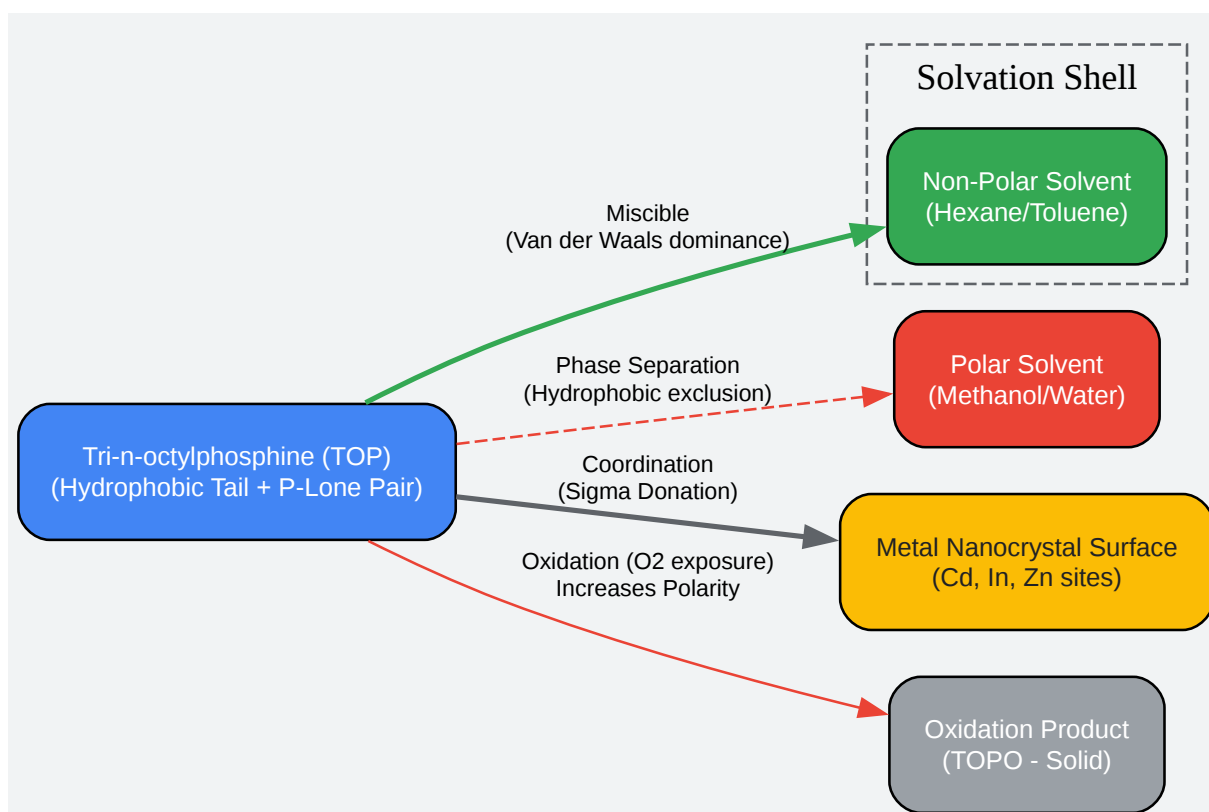 Solvation Shell
Non-Polar Solvent
(Hexane/Toluene)
Miscible
(Van der Waals dominance)
Phase Separation
(Hydrophobic exclusion)
Polar Solvent
(Methanol/Water)
Tri-n-octylphosphine (TOP)
(Hydrophobic Tail + P-Lone Pair)
Coordination
(Sigma Donation)
Metal Nanocrystal Surface
(Cd, In, Zn sites)
Oxidation (O2 exposure)
Increases Polarity
Oxidation Product
(TOPO - Solid)